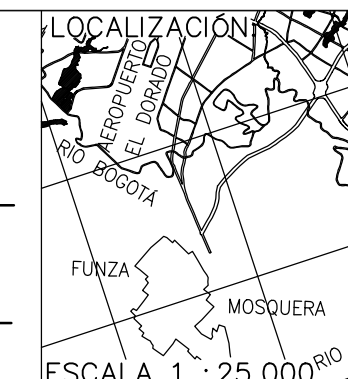 LOCALIZACIÓN:
AEROPUERTO
EL DORADO
RIO BOGOTÁ
FUNZA
MOSQUERA
ESCALA 1 : 25.000
RIO